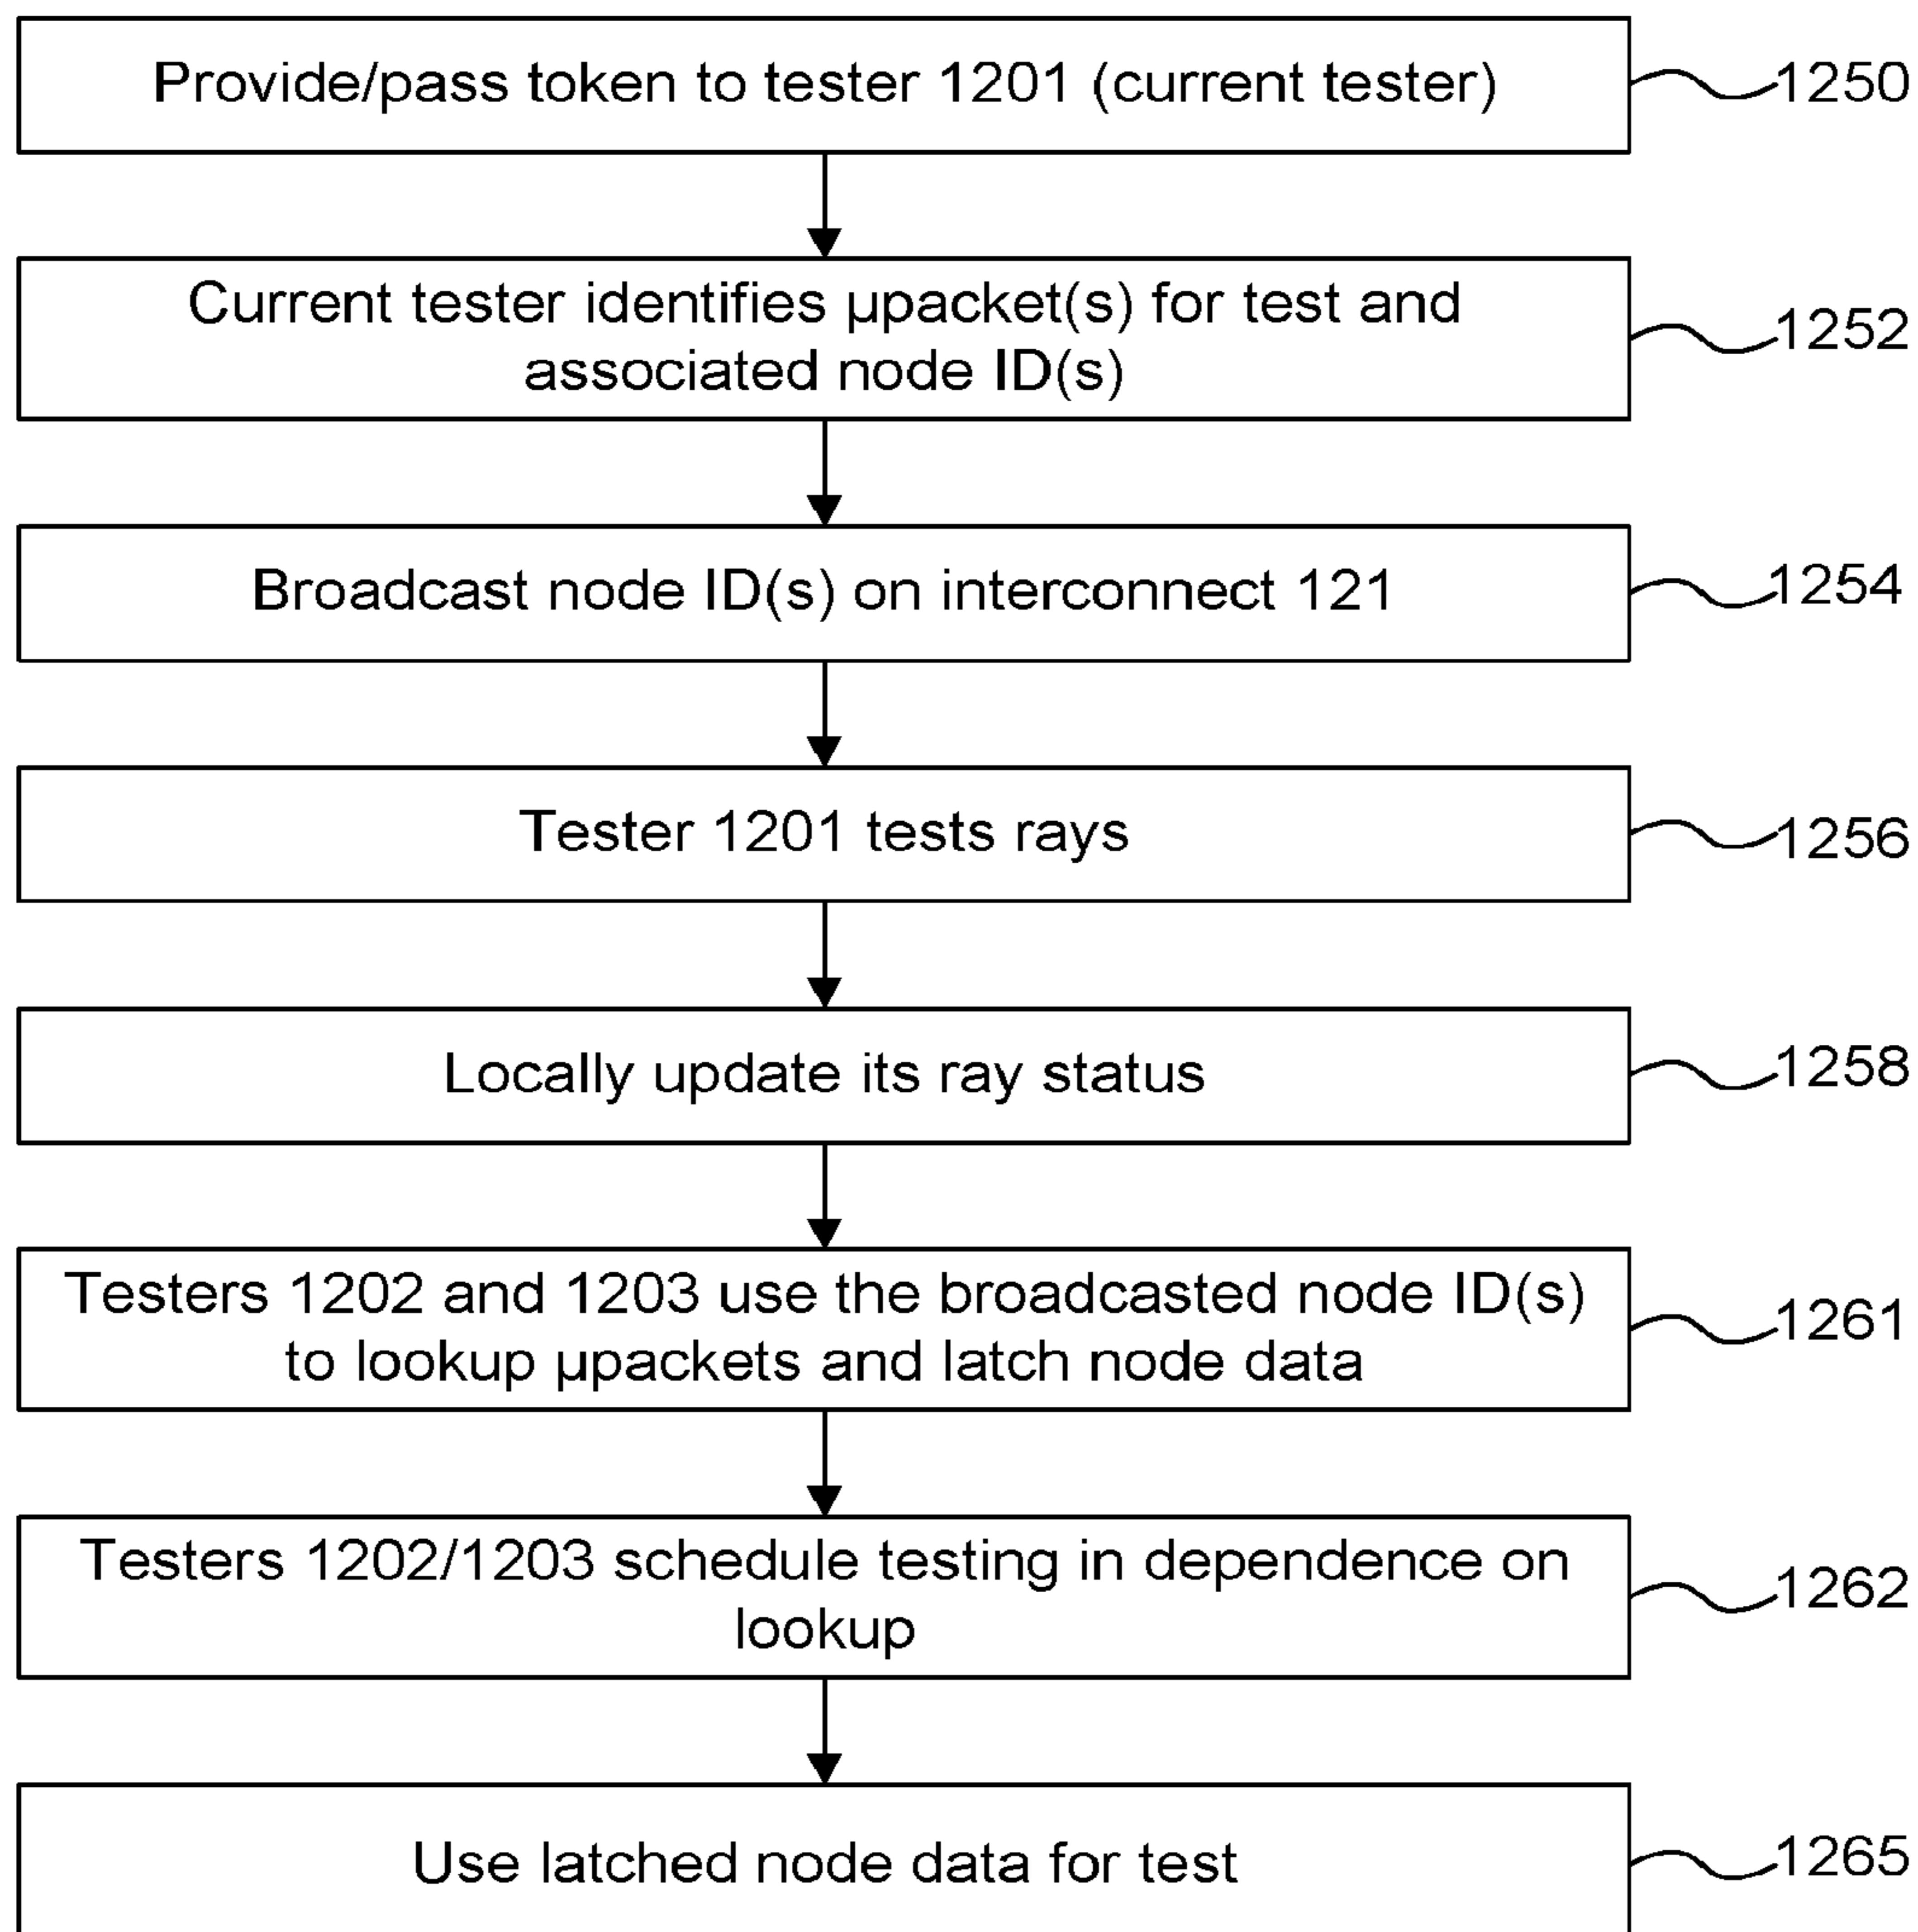 Provide/pass token to tester 1201 (current tester)
1250
Current tester identifies µpacket(s) for test and
associated node ID(s)
1252
Broadcast node ID(s) on interconnect 121
1254
Tester 1201 tests rays
1256
Locally update its ray status
1258
Testers 1202 and 1203 use the broadcasted node ID(s)
to lookup µpackets and latch node data
1261
Testers 1202/1203 schedule testing in dependence on
lookup
1262
Use latched node data for test
1265